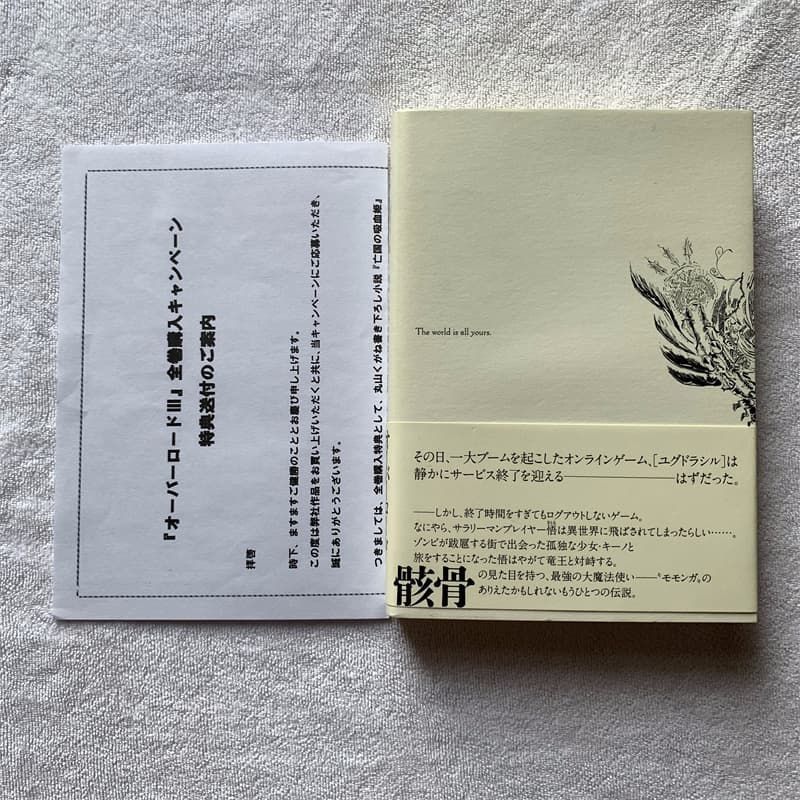 『オーバーロードⅢ』全巻購入キャンペーン
特典送付のご案内
拝啓
時下、ますますご健勝のこととお慶び申し上げます。
この度は弊社作品をお買い上げいただくと共に、当キャンペーンにご応募いただき、
誠にありがとうございます。
つきましては、全巻購入特典として、丸山くがね書き下ろし小説『亡国の吸血姫』
The world is all yours.
その日、一大ブームを起こしたオンラインゲーム、[ユグドラシル]は
静かにサービス終了を迎える――――――はずだった。
――しかし、終了時間をすぎてもログアウトしないゲーム。
なにやら、サラリーマンプレイヤー悟は異世界に飛ばされてしまったらしい……。
ゾンビが跋扈する街で出会った孤独な少女・キーノと
旅をすることになった悟はやがて竜王と対峙する。
骸骨の見た目を持つ、最強の大魔法使い――〝モモンガ〟の
ありえたかもしれないもうひとつの伝説。